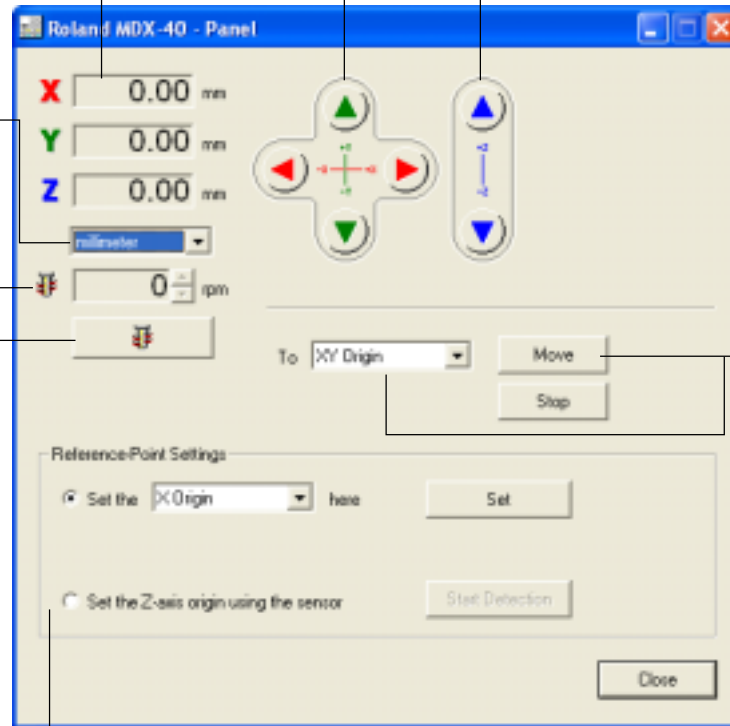 Roland MDX-40 - Panel
X 0.00 mm
Y 0.00 mm
Z 0.00 mm
millimeter
0 rpm
To XY Origin Move
Stop
Reference-Point Settings
Set the X Origin here Set
Set the Z-axis origin using the sensor Start Detection
Close